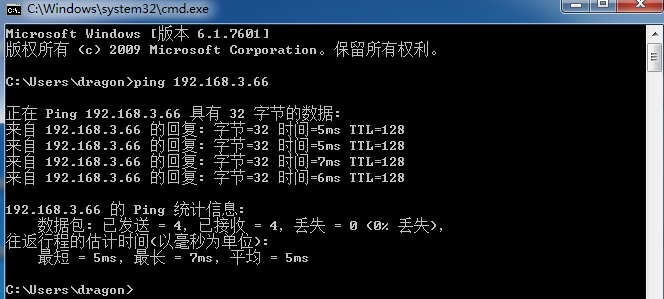 C:\Windows\system32\cmd.exe
Microsoft Windows [版本 6.1.7601]
版权所有 (c) 2009 Microsoft Corporation。保留所有权利。
C:\Users\dragon>ping 192.168.3.66
正在 Ping 192.168.3.66 具有 32 字节的数据:
来自 192.168.3.66 的回复: 字节=32 时间=5ms TTL=128
来自 192.168.3.66 的回复: 字节=32 时间=5ms TTL=128
来自 192.168.3.66 的回复: 字节=32 时间=7ms TTL=128
来自 192.168.3.66 的回复: 字节=32 时间=6ms TTL=128
192.168.3.66 的 Ping 统计信息:
数据包: 已发送 = 4，已接收 = 4，丢失 = 0 (0% 丢失)，
往返行程的估计时间(以毫秒为单位):
最短 = 5ms，最长 = 7ms，平均 = 5ms
C:\Users\dragon>